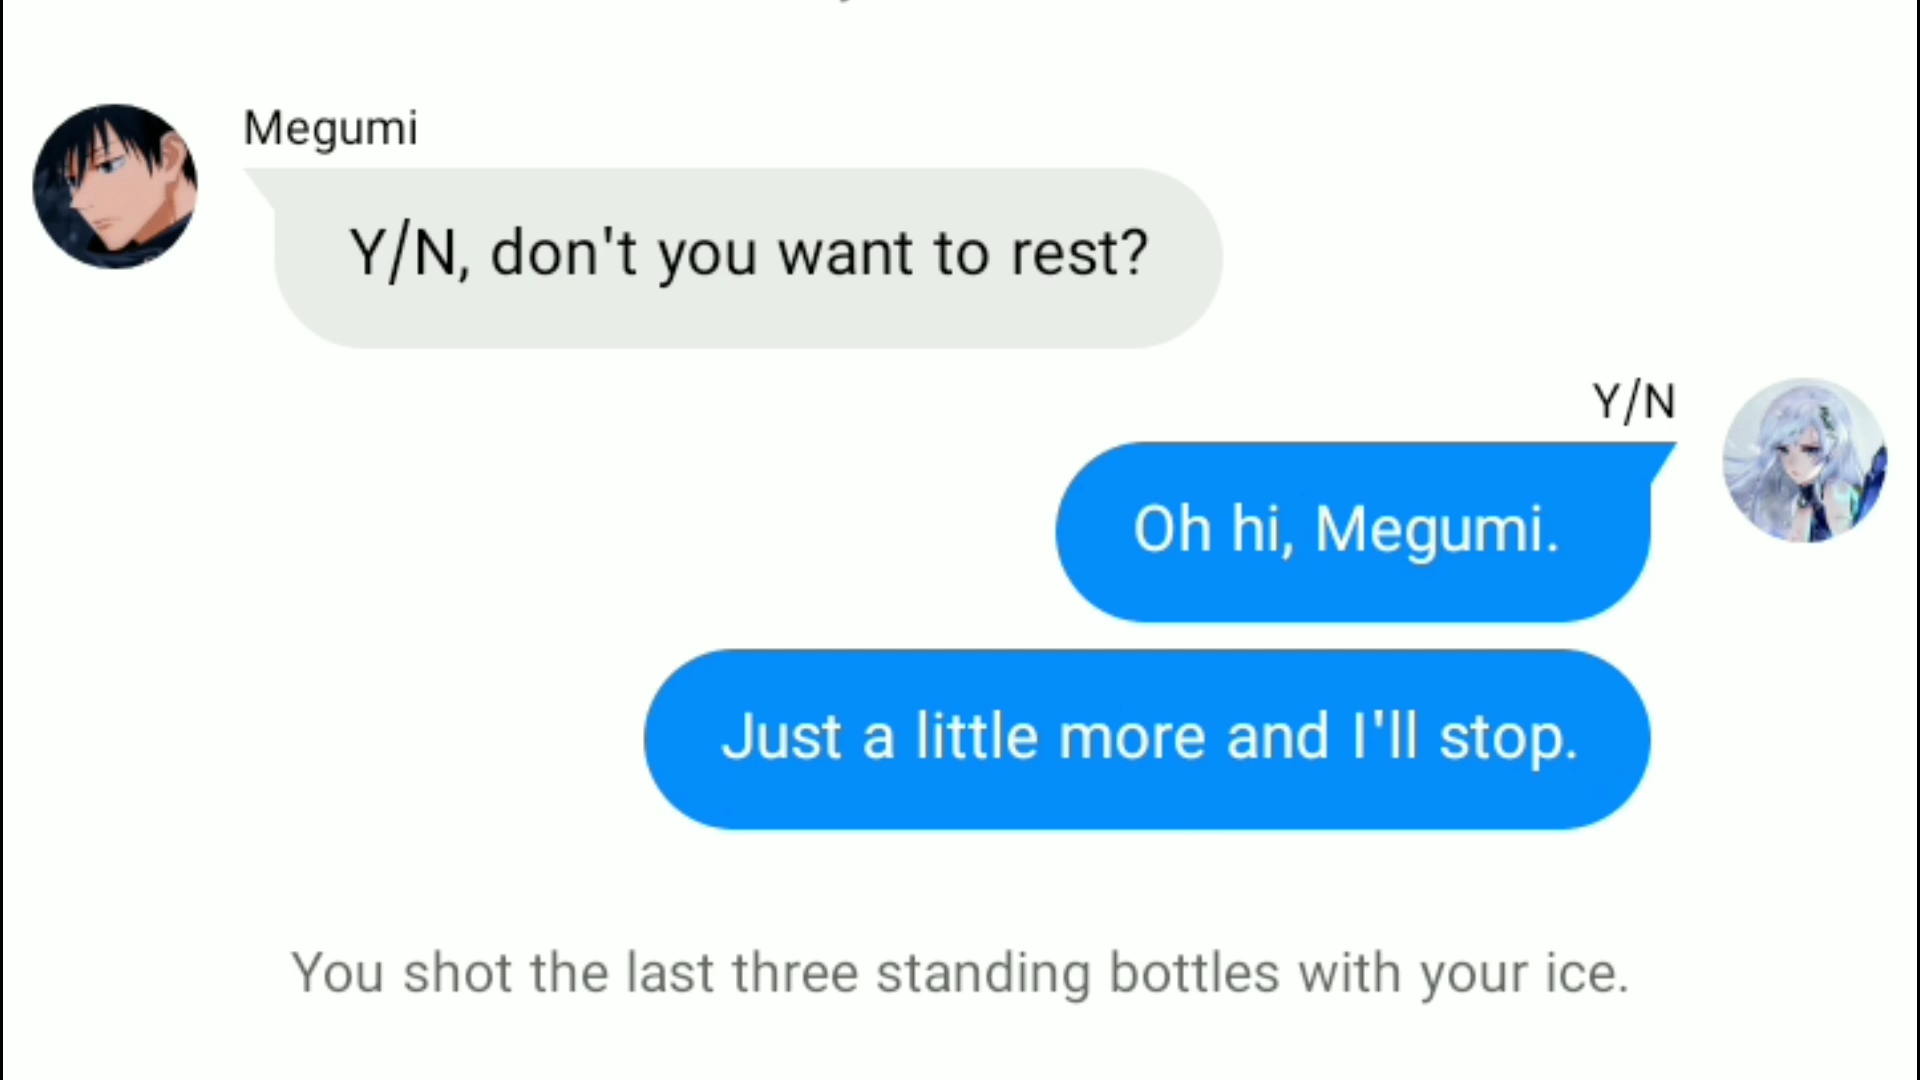 Megumi
Y/N, don't you want to rest?
Y/N
Oh hi, Megumi.
Just a little more and I'll stop.
You shot the last three standing bottles with your ice.